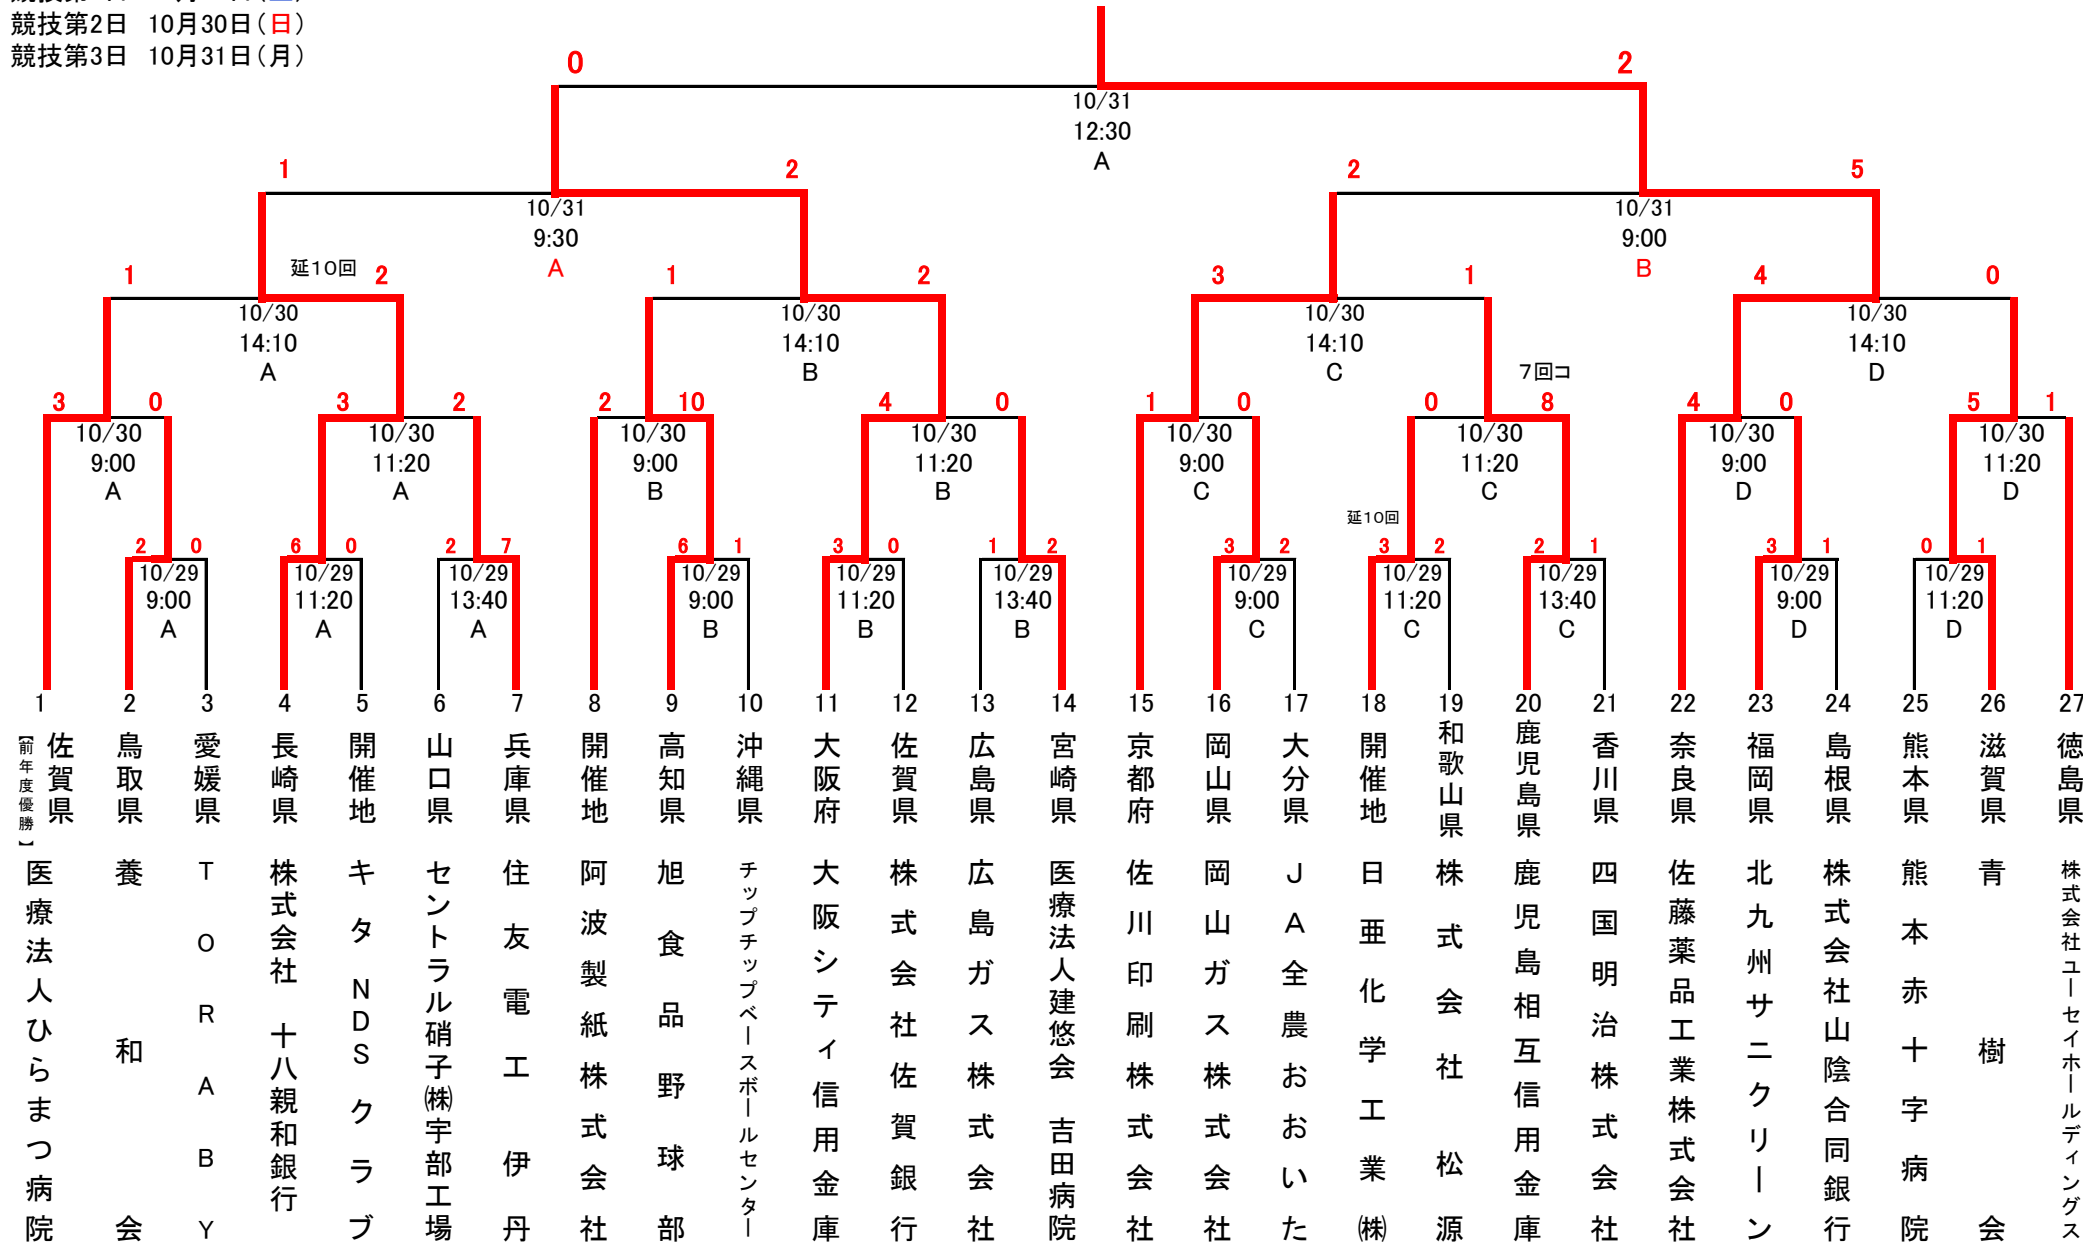 競技第2日 10月30日(日)
競技第3日 10月31日(月)
0 2
10/31
12:30
A
1 2 2 5
10/31 10/31
9:30 9:00
A B
延10回
1 2 1 2 3 1 4 0
10/30 10/30 10/30 10/30
14:10 14:10 14:10 14:10
A B C D
7回コ
3 0 3 2 2 10 4 0 1 0 0 8 4 0 5 1
10/30 10/30 10/30 10/30 10/30 10/30 10/30 10/30
9:00 11:20 9:00 11:20 9:00 11:20 9:00 11:20
A A B B C C D D
延10回
2 0 6 0 2 7 6 1 3 0 1 2 3 2 3 2 2 1 3 1 0 1
10/29 10/29 10/29 10/29 10/29 10/29 10/29 10/29 10/29 10/29 10/29
9:00 11:20 13:40 9:00 11:20 13:40 9:00 11:20 13:40 9:00 11:20
A A A B B B C C C D D
1 2 3 4 5 6 7 8 9 10 11 12 13 14 15 16 17 18 19 20 21 22 23 24 25 26 27
【前年度優勝】
佐賀県
医療法人ひらまつ病院
鳥取県
養和会
愛媛県
TORABY
長崎県
株式会社 十八親和銀行
開催地
キタNDSクラブ
山口県
セントラル硝子㈱宇部工場
兵庫県
住友電工伊丹
開催地
阿波製紙株式会社
高知県
旭食品野球部
沖縄県
チップチップベースボールセンター
大阪府
大阪シティ信用金庫
佐賀県
株式会社佐賀銀行
広島県
広島ガス株式会社
宮崎県
医療法人建悠会 吉田病院
京都府
佐川印刷株式会社
岡山県
岡山ガス株式会社
大分県
JA全農おおいた
開催地
日亜化学工業㈱
和歌山県
株式会社松源
鹿児島県
鹿児島相互信用金庫
香川県
四国明治株式会社
奈良県
佐藤薬品工業株式会社
福岡県
北九州サニクリーン
島根県
株式会社山陰合同銀行
熊本県
熊本赤十字病院
滋賀県
青樹会
徳島県
株式会社ユーセイホールディングス